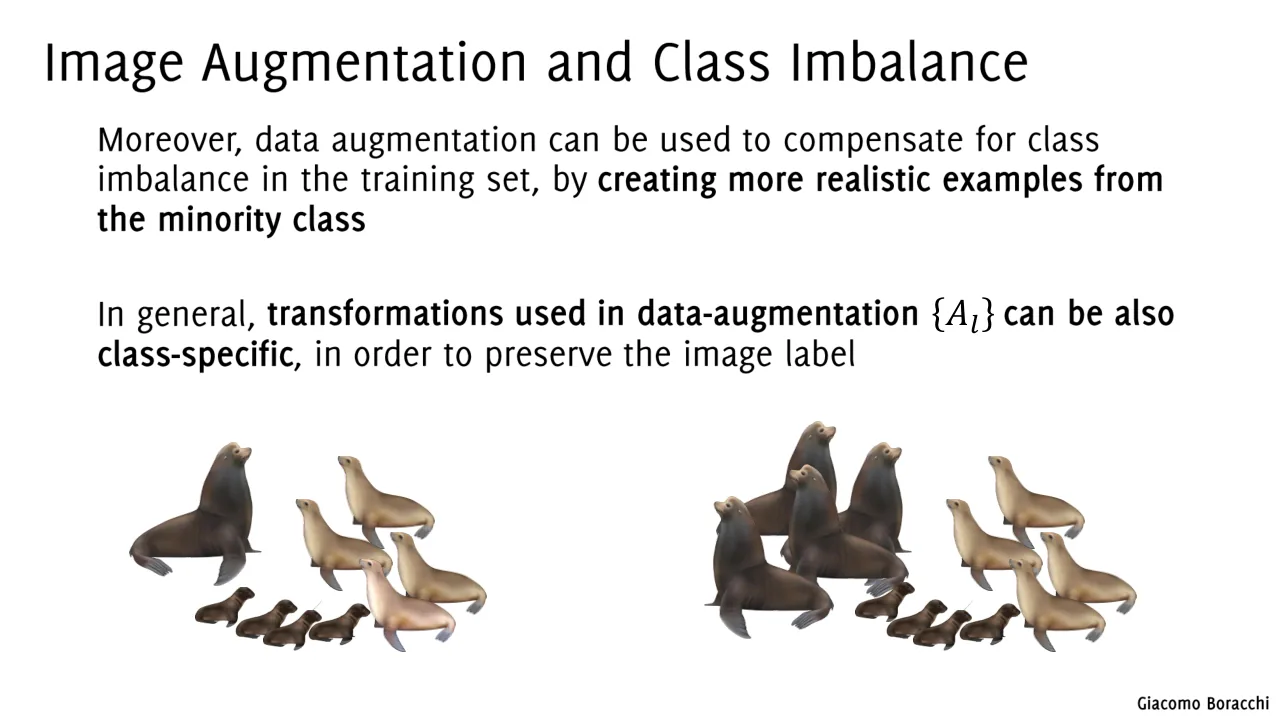 Image Augmentation and Class Imbalance
Moreover, data augmentation can be used to compensate for class
imbalance in the training set, by creating more realistic examples from
the minority class
In general, transformations used in data-augmentation {A_l} can be also
class-specific, in order to preserve the image label
Giacomo Boracchi